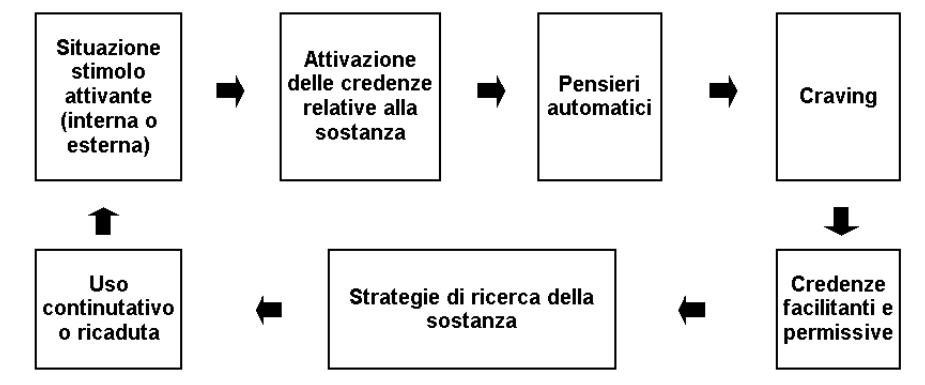 Situazione
stimolo
attivante
(interna o
esterna)
Attivazione
delle credenze
relative alla
sostanza
Pensieri
automatici
Craving
Credenze
facilitanti e
permissive
Strategie di ricerca della
sostanza
Uso
continutativo
o ricaduta